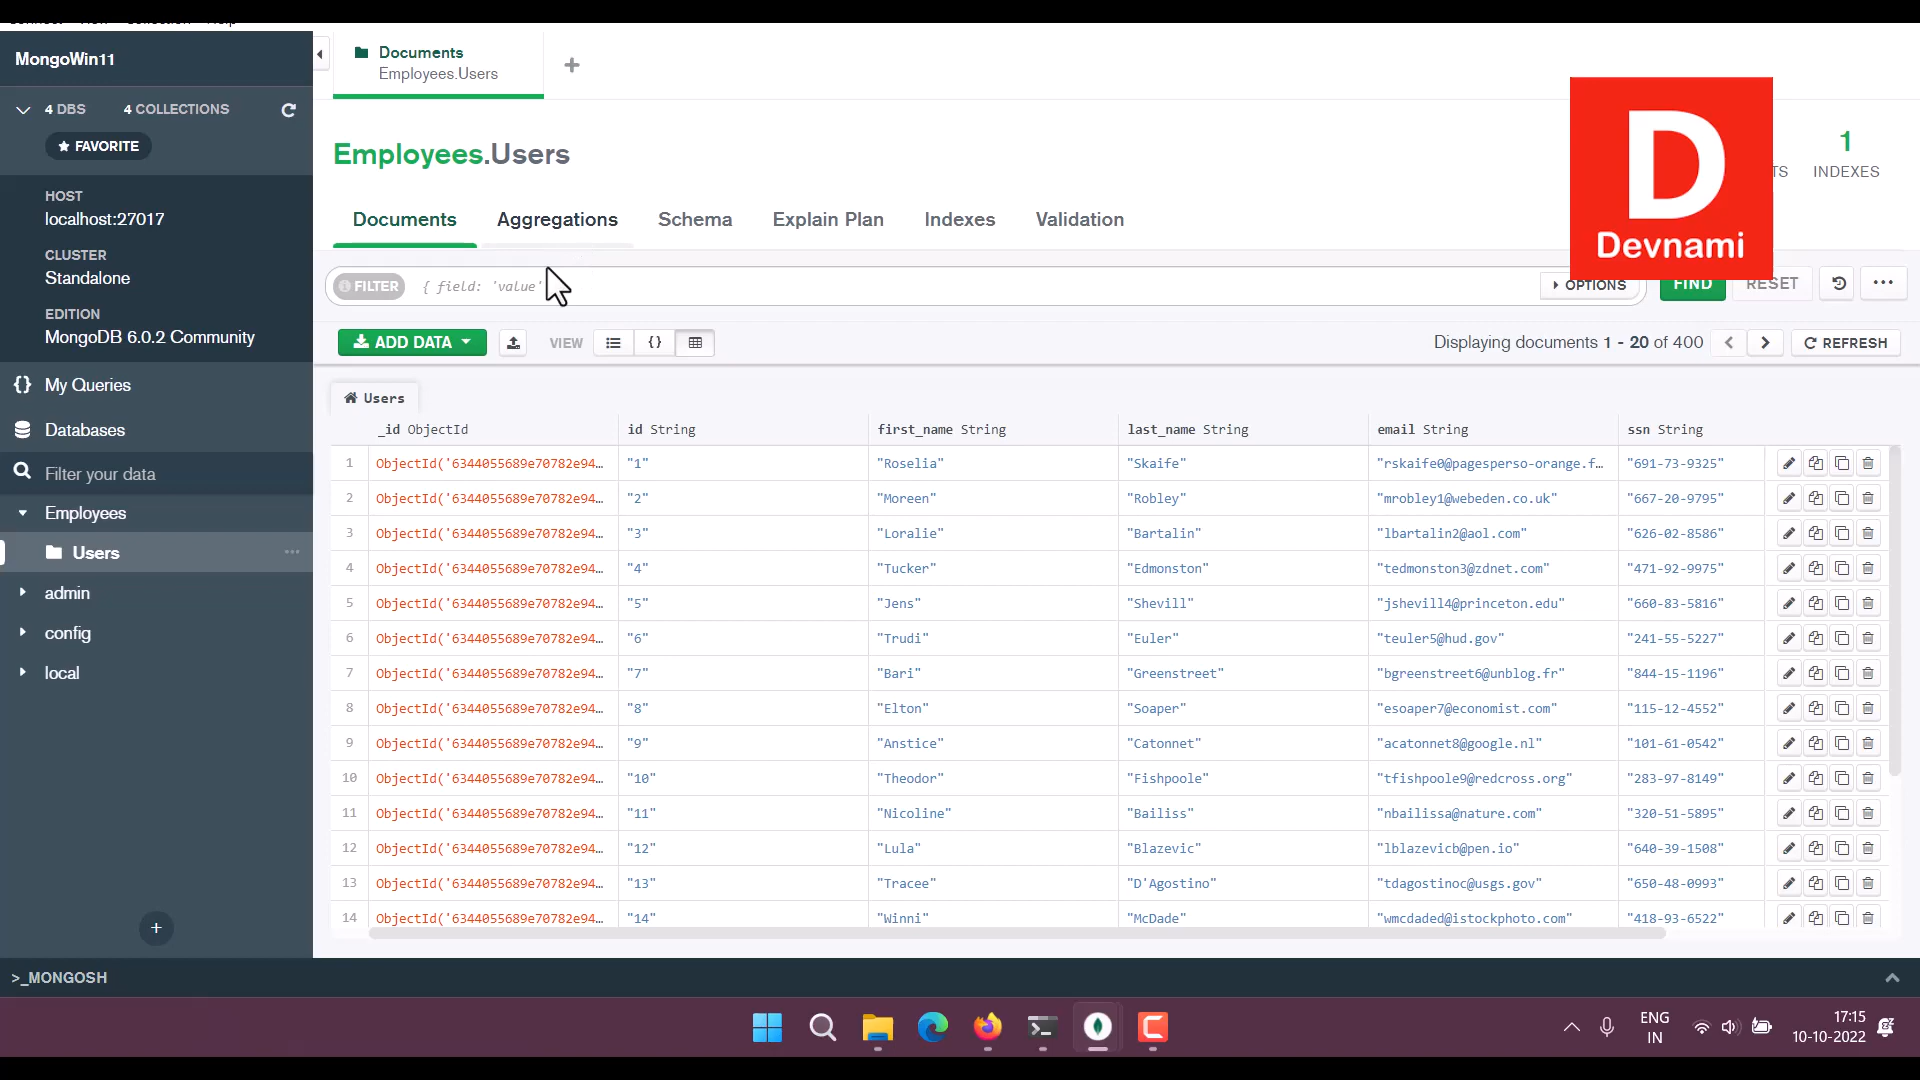 MongoWin11
4 DBS 4 COLLECTIONS
FAVORITE
HOST
localhost:27017
CLUSTER
Standalone
EDITION
MongoDB 6.0.2 Community
{} My Queries
Databases
Filter your data
Employees
Users
admin
config
local
>_MONGOSH
Documents
Employees.Users
Employees.Users
1
INDEXES
TS
D
Devnami
Documents Aggregations Schema Explain Plan Indexes Validation
FILTER { field: 'value' OPTIONS FIND RESET
ADD DATA VIEW {} Displaying documents 1 - 20 of 400 REFRESH
Users
_id ObjectId id String first_name String last_name String email String ssn String
1 ObjectId('6344055689e70782e94… "1" "Roselia" "Skaife" "rskaife0@pagesperso-orange.f… "691-73-9325"
2 ObjectId('6344055689e70782e94… "2" "Moreen" "Robley" "mrobley1@webeden.co.uk" "667-20-9795"
3 ObjectId('6344055689e70782e94… "3" "Loralie" "Bartalin" "lbartalin2@aol.com" "626-02-8586"
4 ObjectId('6344055689e70782e94… "4" "Tucker" "Edmonston" "tedmonston3@zdnet.com" "471-92-9975"
5 ObjectId('6344055689e70782e94… "5" "Jens" "Shevill" "jshevill4@princeton.edu" "660-83-5816"
6 ObjectId('6344055689e70782e94… "6" "Trudi" "Euler" "teuler5@hud.gov" "241-55-5227"
7 ObjectId('6344055689e70782e94… "7" "Bari" "Greenstreet" "bgreenstreet6@unblog.fr" "844-15-1196"
8 ObjectId('6344055689e70782e94… "8" "Elton" "Soaper" "esoaper7@economist.com" "115-12-4552"
9 ObjectId('6344055689e70782e94… "9" "Anstice" "Catonnet" "acatonnet8@google.nl" "101-61-0542"
10 ObjectId('6344055689e70782e94… "10" "Theodor" "Fishpoole" "tfishpoole9@redcross.org" "283-97-8149"
11 ObjectId('6344055689e70782e94… "11" "Nicoline" "Bailiss" "nbailissa@nature.com" "320-51-5895"
12 ObjectId('6344055689e70782e94… "12" "Lula" "Blazevic" "lblazevicb@pen.io" "640-39-1508"
13 ObjectId('6344055689e70782e94… "13" "Tracee" "D'Agostino" "tdagostinoc@usgs.gov" "650-48-0993"
14 ObjectId('6344055689e70782e94… "14" "Winni" "McDade" "wmcdaded@istockphoto.com" "418-93-6522"
ENG
IN
17:15
10-10-2022